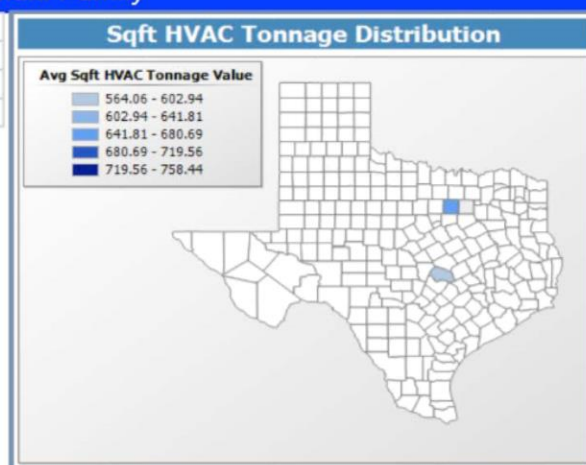 Sqft HVAC Tonnage Distribution
Avg Sqft HVAC Tonnage Value
564.06 - 602.94
602.94 - 641.81
641.81 - 680.69
680.69 - 719.56
719.56 - 758.44